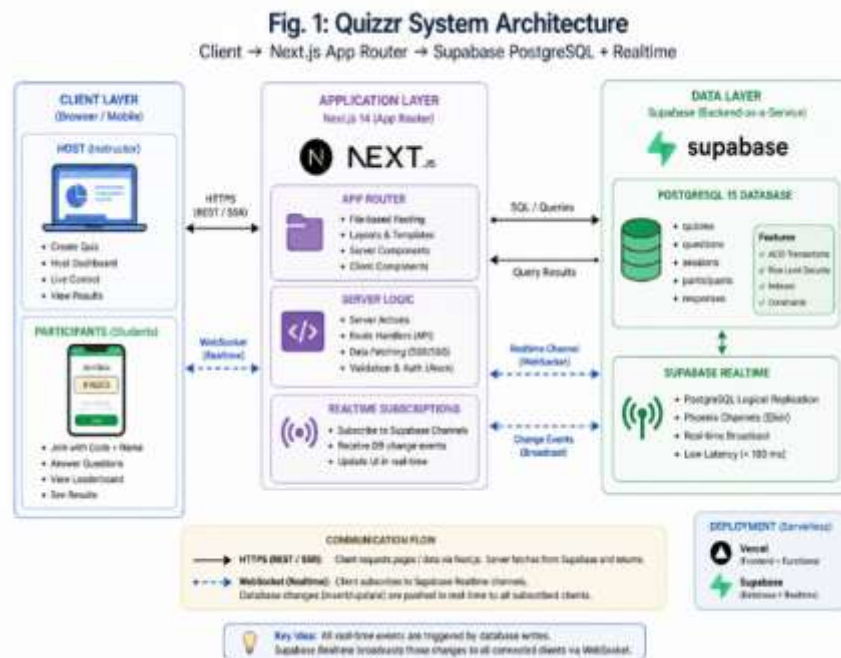 Fig. 1: Quizzr System Architecture
Client → Next.js App Router → Supabase PostgreSQL + Realtime
CLIENT LAYER
(Browser / Mobile)
HOST (Instructor)
• Create Quiz
• Host Dashboard
• Live Control
• View Results
PARTICIPANTS (Students)
• Join with Code + Name
• Answer Questions
• View Leaderboard
• See Results
HTTPS
(REST / SSR)
WebSocket
(Realtime)
APPLICATION LAYER
Next.js 14 (App Router)
NEXT.JS
APP ROUTER
• File-based Routing
• Layouts & Templates
• Server Components
• Client Components
SERVER LOGIC
• Server Actions
• Route Handlers (API)
• Data Fetching (SSR/SSG)
• Validation & Auth
REALTIME SUBSCRIPTIONS
• Subscribe to Supabase Channels
• Receive DB change events
• Update UI in real-time
SQL / Queries
Query Results
Realtime Channel
(WebSocket)
Change Events
(Broadcast)
DATA LAYER
Supabase (Backend-as-a-Service)
supabase
POSTGRESQL 15 DATABASE
• quizzes
• questions
• sessions
• participants
• responses
Features
✓ ACID Transactions
✓ Row Level Security
✓ Indexes
✓ Constraints
SUPABASE REALTIME
• PostgreSQL Logical Replication
• Phoenix Channels (Elixir)
• Real-time Broadcast
• Low Latency (< 100 ms)
COMMUNICATION FLOW
HTTPS (REST / SSR) Client requests pages / data via Next.js. Server fetches from Supabase and returns.
WebSocket (Realtime) Client subscribes to Supabase Realtime channels.
Database changes (insert/update) are pushed in real-time to all subscribed clients.
DEPLOYMENT (Serverless)
Vercel
(Frontend + Functions)
Supabase
(Database + Realtime)
Key Idea: All real-time events are triggered by database writes.
Supabase Realtime broadcasts those changes to all connected clients via WebSocket.